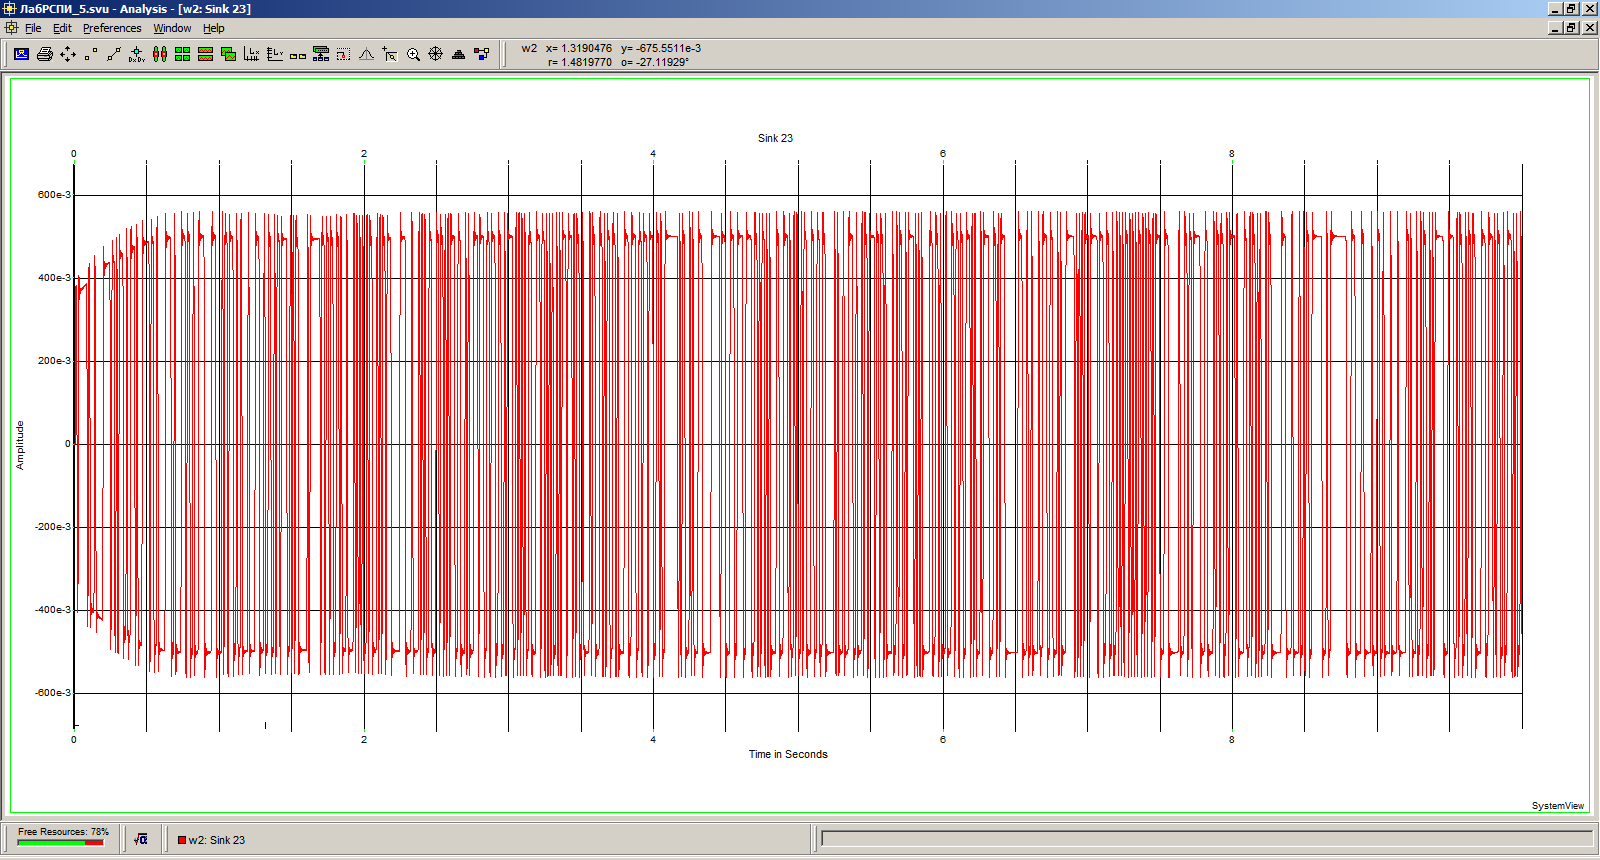 ЛабРСПИ_5.svu - Analysis - [w2: Sink 23]
File Edit Preferences Window Help
w2 x= 1.3190476 y= -675.5511e-3
r= 1.4819770 o= -27.11929°
Sink 23
0 2 4 6 8
600e-3
400e-3
200e-3
0
-200e-3
-400e-3
-600e-3
Amplitude
0 2 4 6 8
Time in Seconds
SystemView
Free Resources: 78%
w2: Sink 23